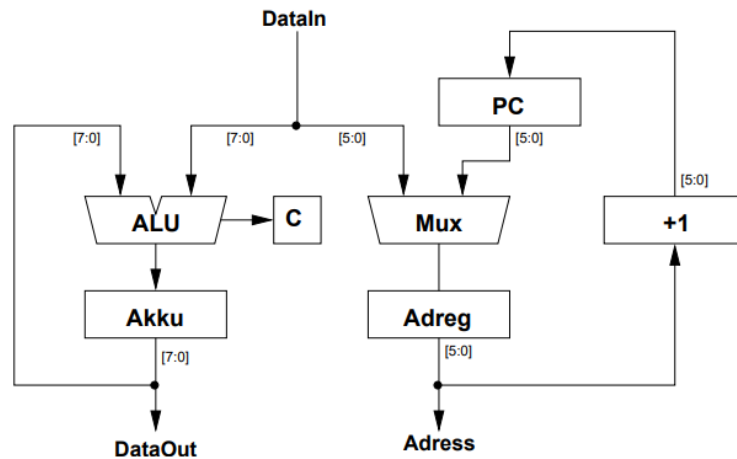 DataIn
PC
[7:0]
[7:0]
[5:0]
[5:0]
[5:0]
ALU
C
Mux
+1
Akku
Adreg
[7:0]
[5:0]
DataOut
Adress